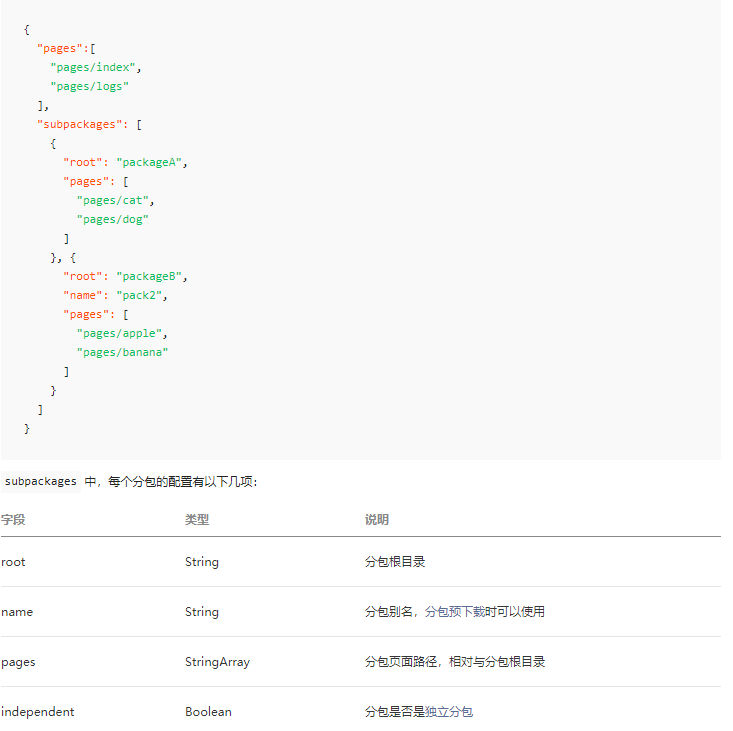 {
"pages":[
"pages/index",
"pages/logs"
],
"subpackages": [
{
"root": "packageA",
"pages": [
"pages/cat",
"pages/dog"
]
}, {
"root": "packageB",
"name": "pack2",
"pages": [
"pages/apple",
"pages/banana"
]
}
]
}
subpackages 中，每个分包的配置有以下几项：
字段 类型 说明
root String 分包根目录
name String 分包别名，分包预下载时可以使用
pages StringArray 分包页面路径，相对与分包根目录
independent Boolean 分包是否是独立分包